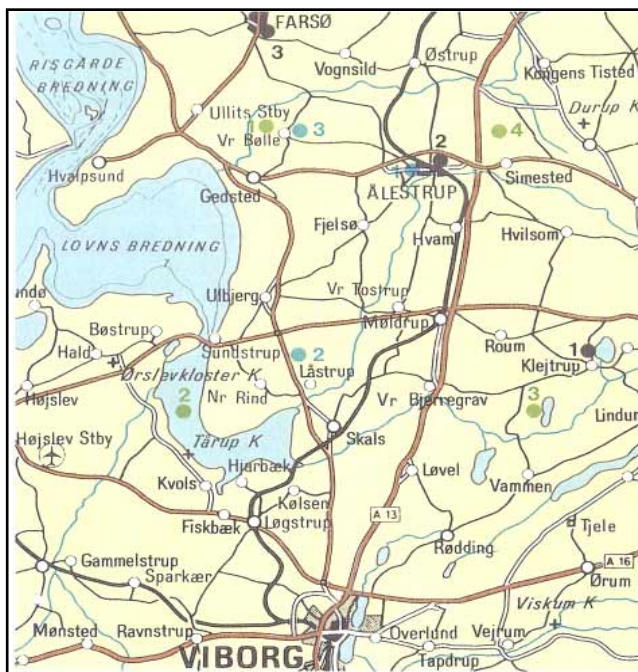 FARSØ
3
RISGÅRDE
BREDNING
Vognsild
Østrup
Kongens Tisted
Durup K
Ullits Stby
1
3
Vr Bølle
4
2
Hvalpsund
Gedsted
1
ÅLESTRUP
Simested
LOVNS BREDNING
Fjelsø
Hvam
Hvilsom
Ulbjerg
Vr Tostrup
ndø
Bøstrup
Møldrup
Sundstrup
2
Roum
1
Hald
Klejtrup
Ørslevkloster K
Låstrup
Højslev
2
Nr Rind
Vr Bjerregrav
3
Lindum
Højslev Stby
Tårup K
Skals
Kvols
Hjarbæk
Løvel
Vammen
Kølsen
A 13
Fiskbæk
Løgstrup
Tjele
Rødding
Gammelstrup
A 16
Sparkær
Ørum
Viskum K
Mønsted
Ravnstrup
VIBORG
Overlund
Vejrum
Tapdrup